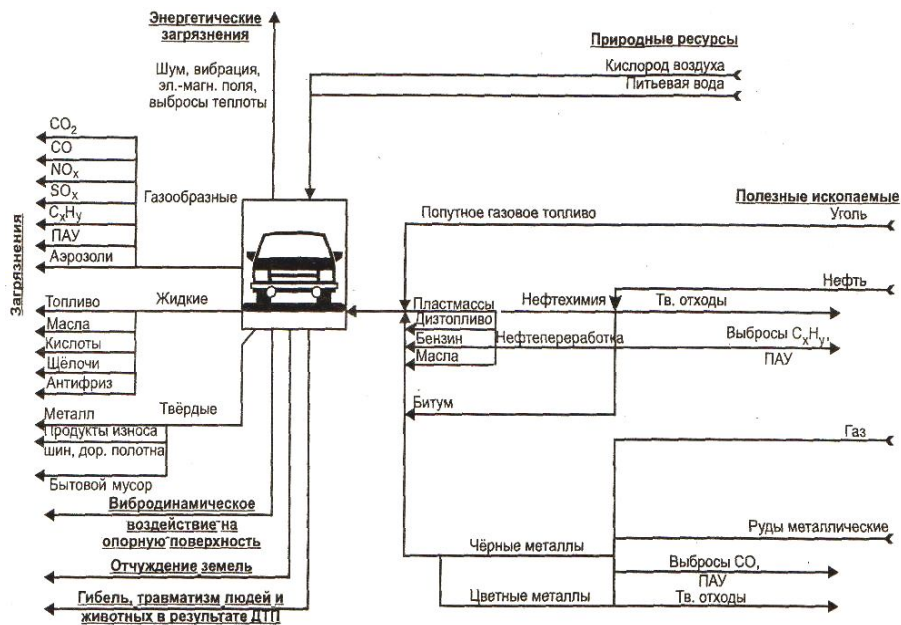 Энергетические
загрязнения
Шум, вибрация,
эл.-магн. поля,
выбросы теплоты
Природные ресурсы
Кислород воздуха
Питьевая вода
CO2
CO
NOx
SOx
CxHy
ПАУ
Аэрозоли
Газообразные
Загрязнения
Полезные ископаемые
Уголь
Попутное газовое топливо
Нефть
Топливо
Жидкие
Масла
Кислоты
Щёлочи
Антифриз
Пластмассы
Нефтехимия
Тв. отходы
Дизтопливо
Бензин
Нефтепереработка
Выбросы CxHy,
ПАУ
Масла
Битум
Металл
Твёрдые
Продукты износа
шин, дор. полотна
Бытовой мусор
Газ
Вибродинамическое
воздействие на
опорную поверхность
Руды металлические
Чёрные металлы
Выбросы CO,
ПАУ
Отчуждение земель
Цветные металлы
Тв. отходы
Гибель, травматизм людей и
животных в результате ДТП